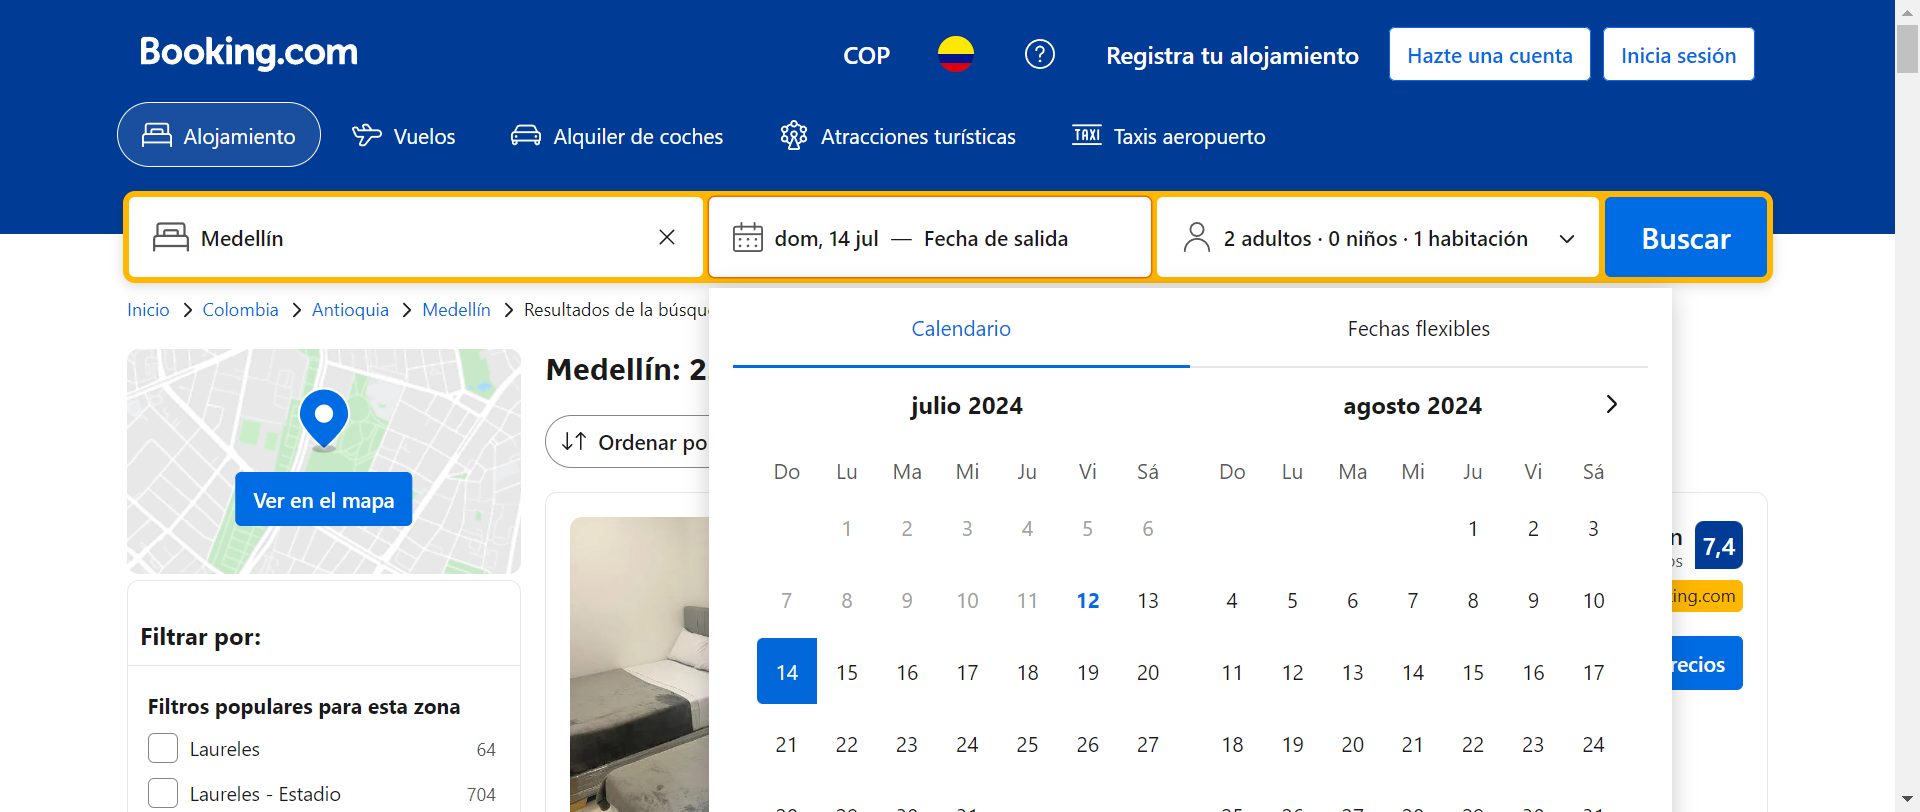 Booking.com
COP
Registra tu alojamiento
Hazte una cuenta
Inicia sesión
Alojamiento
Vuelos
Alquiler de coches
Atracciones turísticas
TAXI Taxis aeropuerto
Medellín
dom, 14 jul — Fecha de salida
2 adultos · 0 niños · 1 habitación
Buscar
Inicio > Colombia > Antioquia > Medellín > Resultados de la búsqu
Calendario
Fechas flexibles
Ver en el mapa
Medellín: 2
Ordenar po
julio 2024
Do Lu Ma Mi Ju Vi Sá
1 2 3 4 5 6
7 8 9 10 11 12 13
14 15 16 17 18 19 20
21 22 23 24 25 26 27
agosto 2024
Do Lu Ma Mi Ju Vi Sá
1 2 3
4 5 6 7 8 9 10
11 12 13 14 15 16 17
18 19 20 21 22 23 24
7,4
ing.com
recios
Filtrar por:
Filtros populares para esta zona
Laureles 64
Laureles - Estadio 704